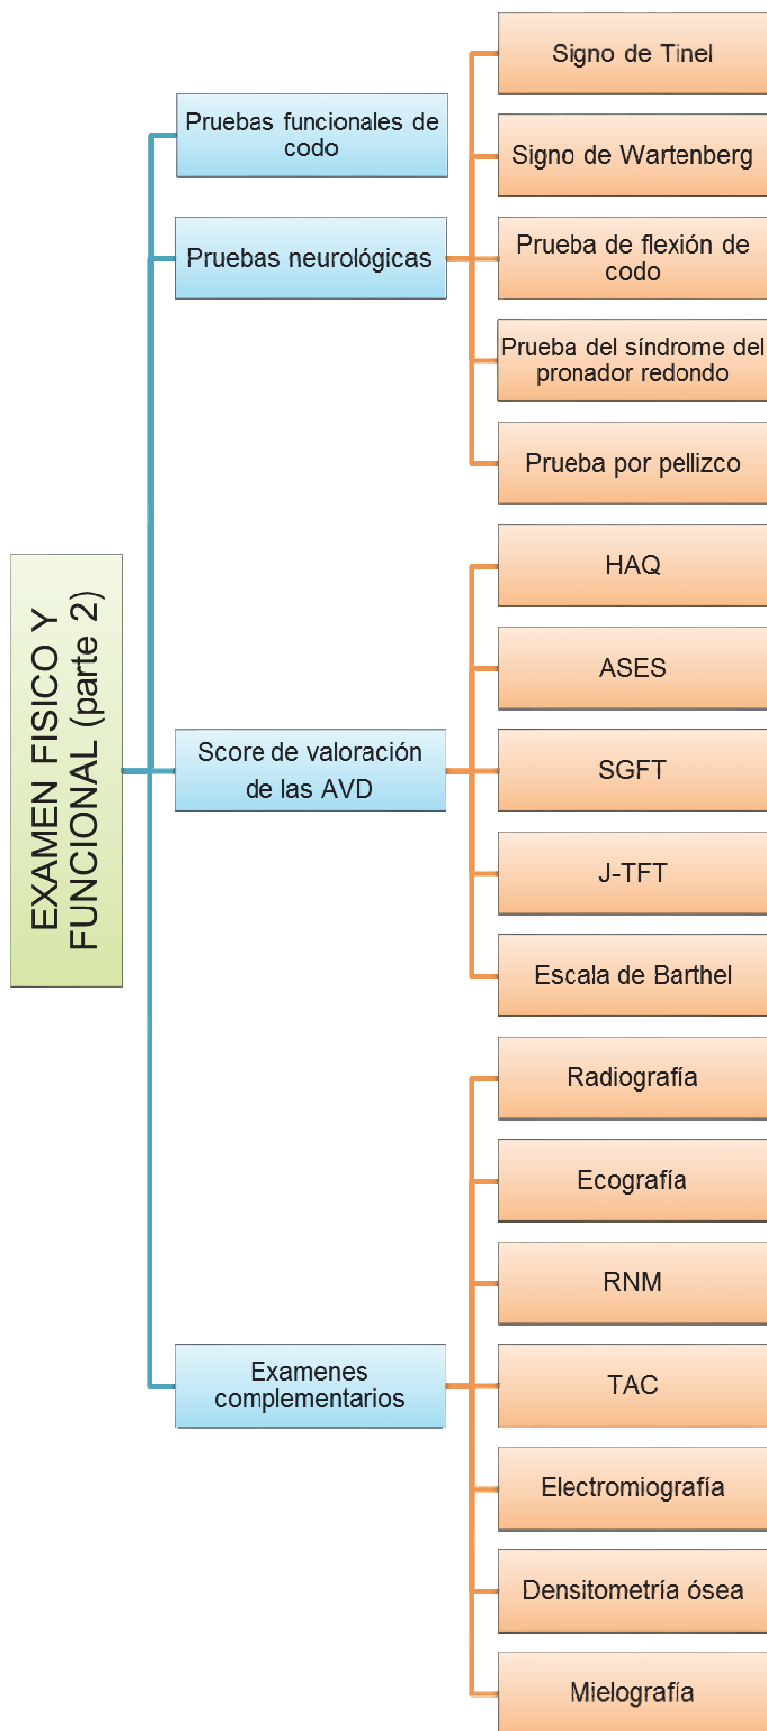 EXAMEN FISICO Y
FUNCIONAL (parte 2)
Pruebas funcionales de
codo
Pruebas neurológicas
Signo de Tinel
Signo de Wartenberg
Prueba de flexión de
codo
Prueba del síndrome del
pronador redondo
Prueba por pellizco
Score de valoración
de las AVD
HAQ
ASES
SGFT
J-TFT
Escala de Barthel
Examenes
complementarios
Radiografía
Ecografía
RNM
TAC
Electromiografía
Densitometría ósea
Mielografía